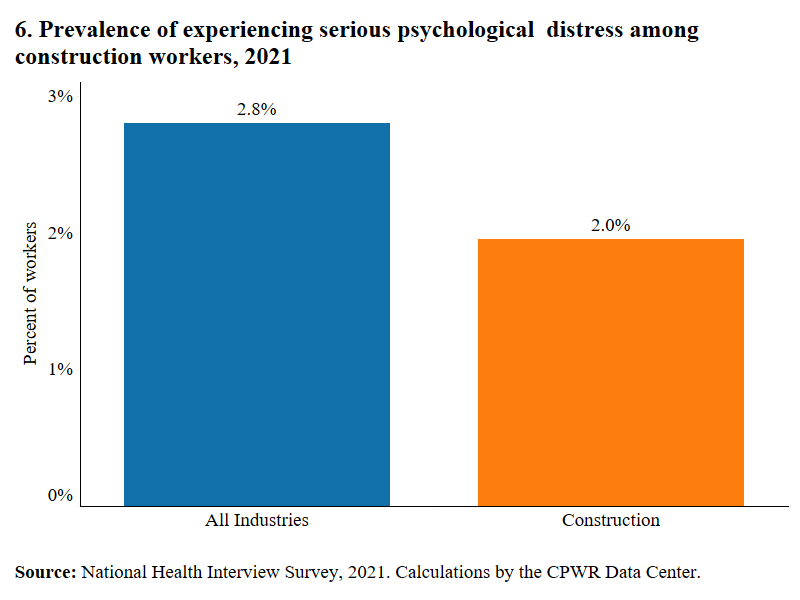 6. Prevalence of experiencing serious psychological  distress among
construction workers, 2021
3%
2.8%
2%
2.0%
Percent of workers
1%
0%
All Industries
Construction
Source: National Health Interview Survey, 2021. Calculations by the CPWR Data Center.